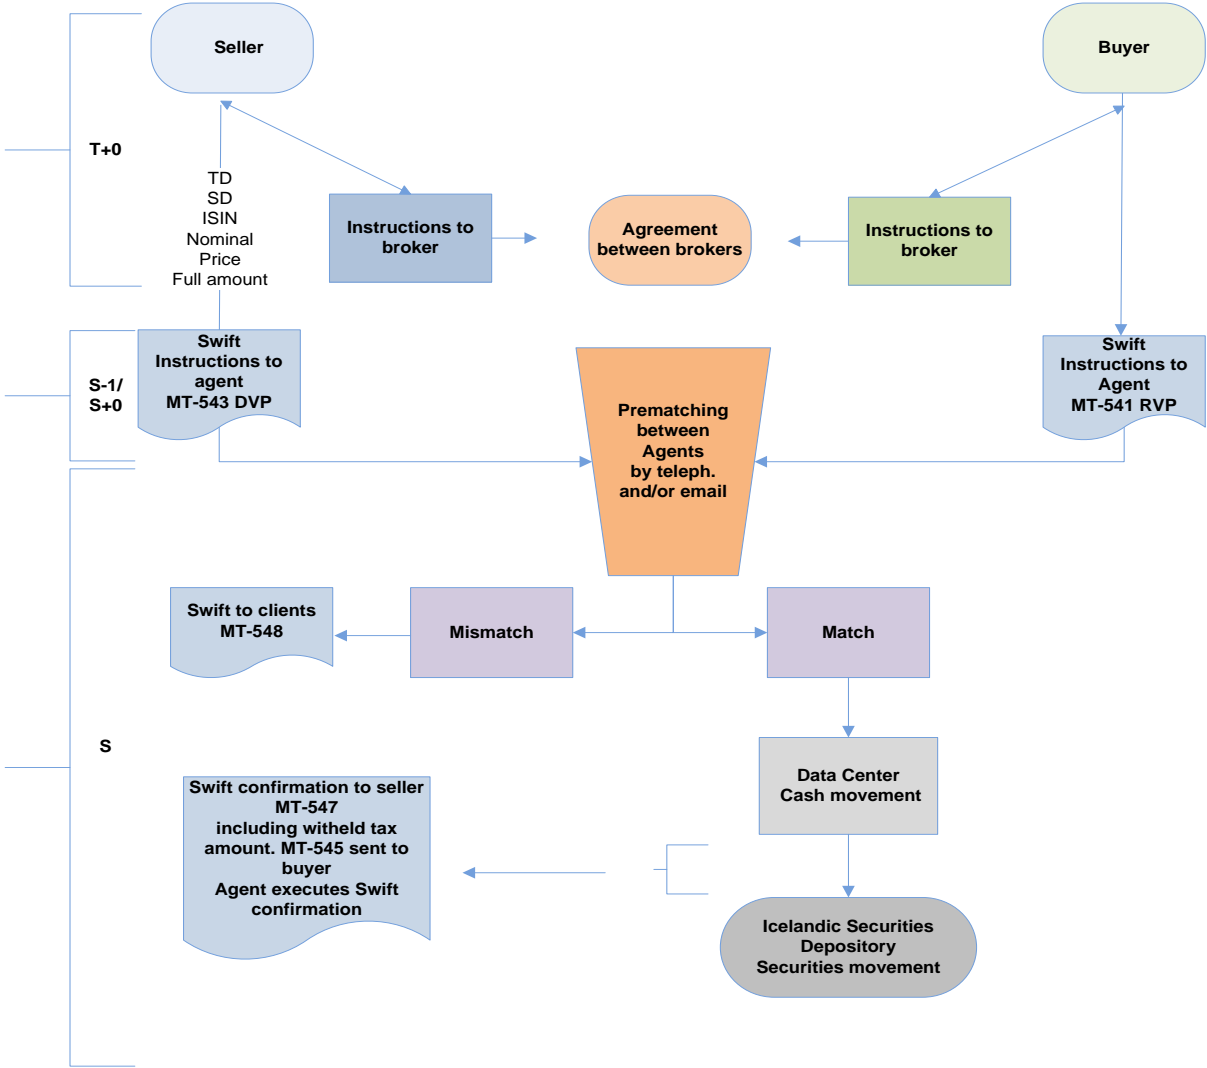 Seller
Buyer
T+0
TD
SD
ISIN
Nominal
Price
Full amount
Instructions to
broker
Agreement
between brokers
Instructions to
broker
S-1/
S+0
Swift
Instructions to
agent
MT-543 DVP
Prematching
between
Agents
by teleph.
and/or email
Swift
Instructions to
Agent
MT-541 RVP
Swift to clients
MT-548
Mismatch
Match
S
Data Center
Cash movement
Swift confirmation to seller
MT-547
including witheld tax
amount. MT-545 sent to
buyer
Agent executes Swift
confirmation
Icelandic Securities
Depository
Securities movement